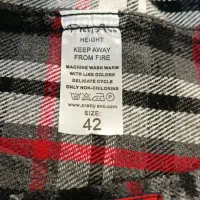 HEIGHT
KEEP AWAY
FROM FIRE
MACHINE WASH WARM
WITH LIKE COLORS
DELICATE CYCLE
ONLY NON-CHLORINE
www.pretty-eve.com
SIZE:
42